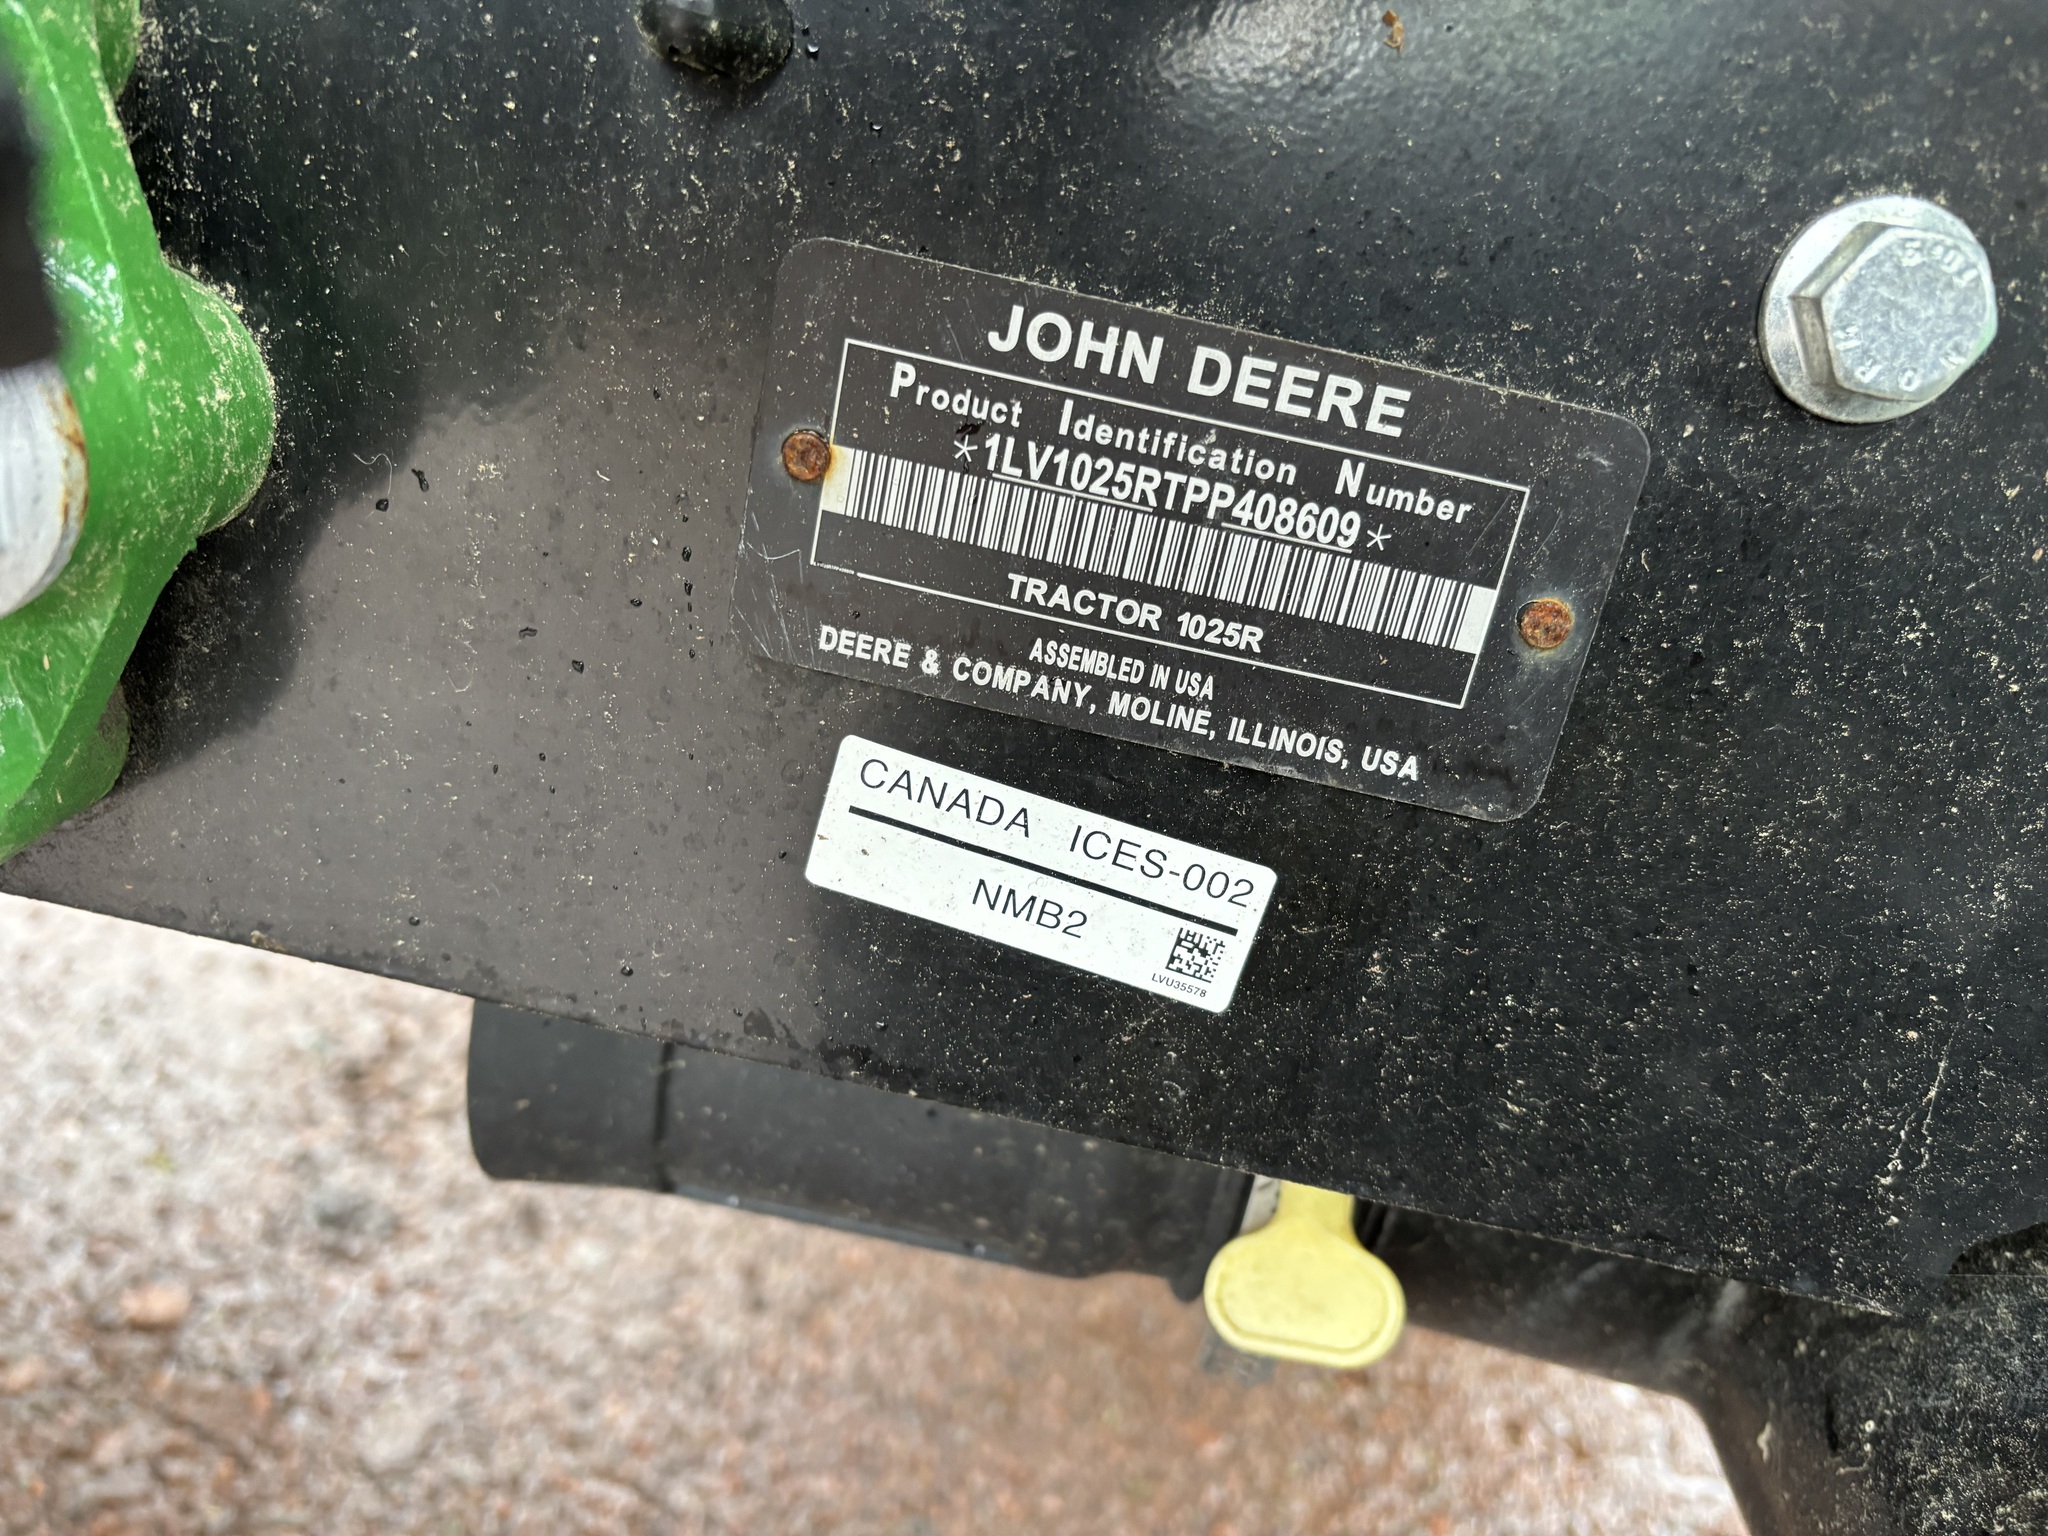 JOHN DEERE
Product Identification Number
*1LV1025RTPP408609*
TRACTOR 1025R
ASSEMBLED IN USA
DEERE & COMPANY, MOLINE, ILLINOIS, USA
CANADA ICES-002
NMB2
LVU35578